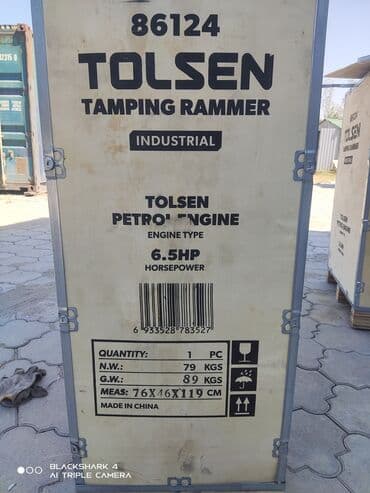 86124
TOLSEN
TAMPING RAMMER
INDUSTRIAL
TOLSEN
PETROL ENGINE
ENGINE TYPE
6.5HP
HORSEPOWER
6 933528 783527
QUANTITY: 1 PC
N.W.: 79 KGS
G.W.: 89 KGS
MEAS: 76X46X119 CM
MADE IN CHINA
TOLSEN
BLACKSHARK 4
AI TRIPLE CAMERA